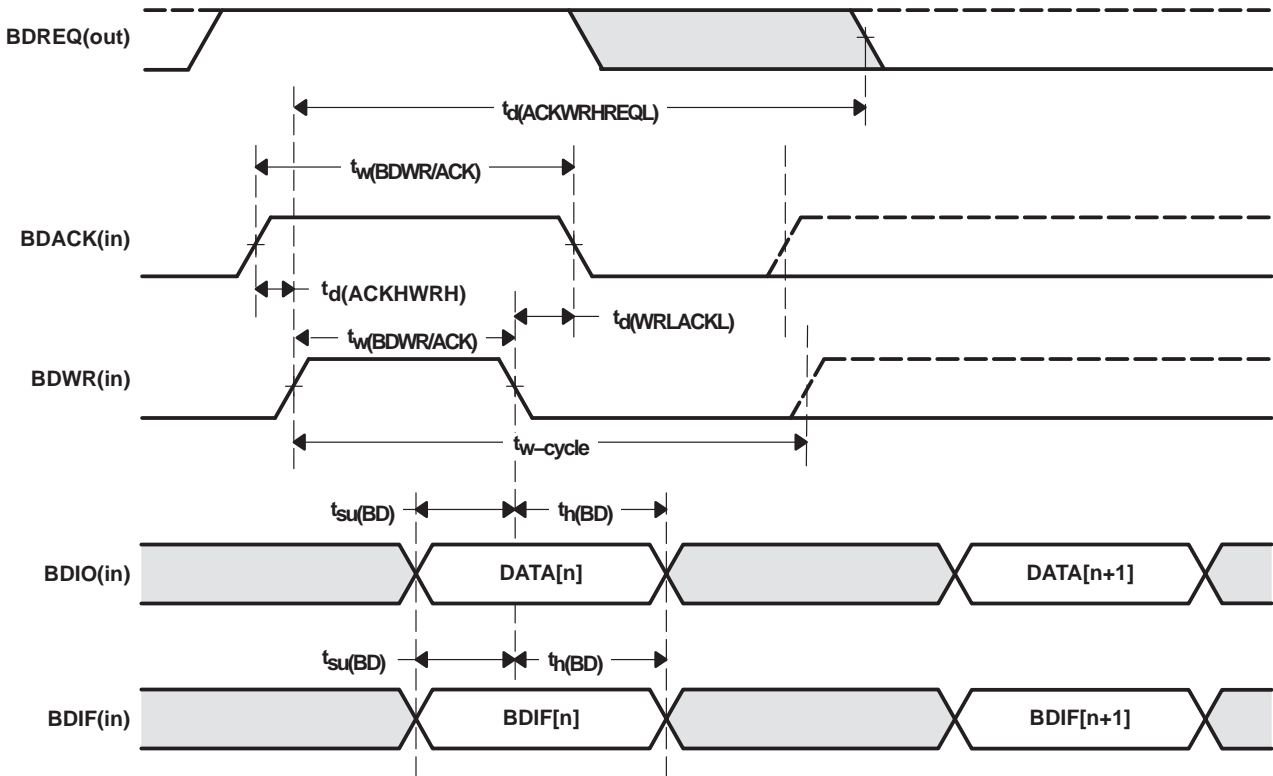 BDREQ(out)
td(ACKWRHREQL)
tw(BDWR/ACK)
BDACK(in)
td(ACKHWRH)
td(WRLACKL)
tw(BDWR/ACK)
BDWR(in)
tw–cycle
tsu(BD) th(BD)
BDIO(in) DATA[n] DATA[n+1]
tsu(BD) th(BD)
BDIF(in) BDIF[n] BDIF[n+1]